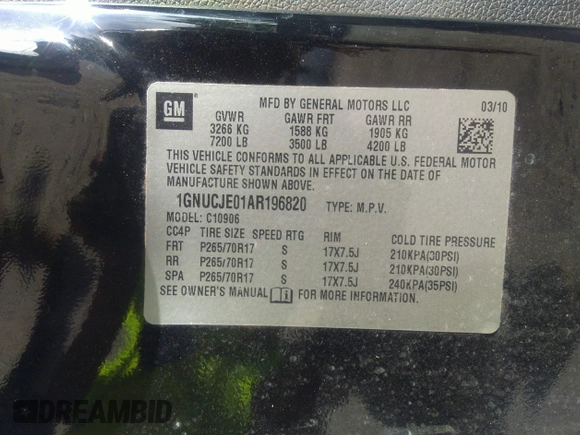 GM
MFD BY GENERAL MOTORS LLC 03/10
GVWR GAWR FRT GAWR RR
3266 KG 1588 KG 1905 KG
7200 LB 3500 LB 4200 LB
THIS VEHICLE CONFORMS TO ALL APPLICABLE U.S. FEDERAL MOTOR
VEHICLE SAFETY STANDARDS IN EFFECT ON THE DATE OF
MANUFACTURE SHOWN ABOVE.
1GNUCJE01AR196820 TYPE: M.P.V.
MODEL: C10906
CC4P TIRE SIZE SPEED RTG RIM COLD TIRE PRESSURE
FRT P265/70R17 S 17X7.5J 210KPA(30PSI)
RR P265/70R17 S 17X7.5J 210KPA(30PSI)
SPA P265/70R17 S 17X7.5J 240KPA(35PSI)
SEE OWNER'S MANUAL FOR MORE INFORMATION.
DREAMBID